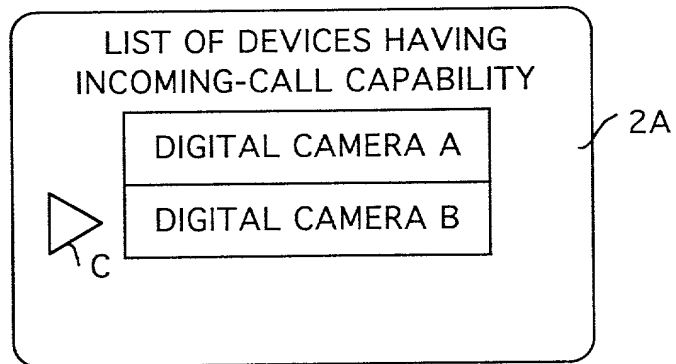 LIST OF DEVICES HAVING
INCOMING-CALL CAPABILITY
DIGITAL CAMERA A
2A
DIGITAL CAMERA B
C